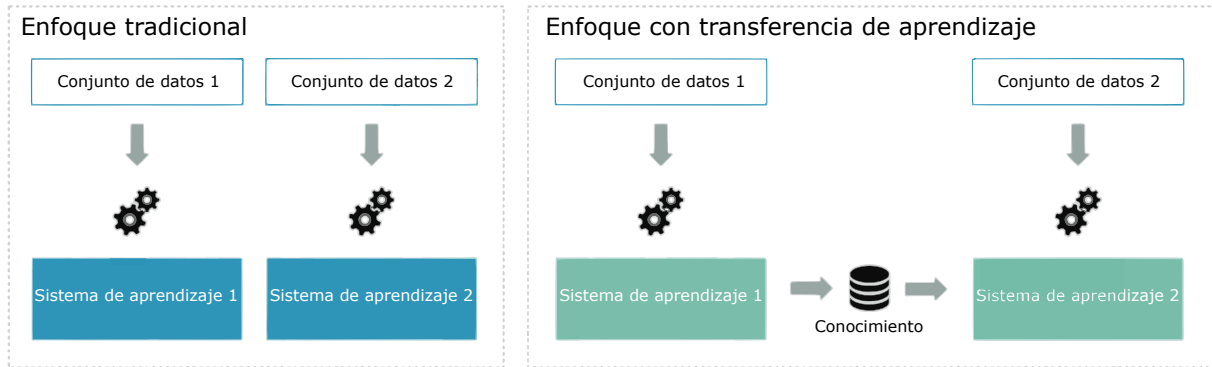 Enfoque tradicional
Conjunto de datos 1
Conjunto de datos 2
Sistema de aprendizaje 1
Sistema de aprendizaje 2
Enfoque con transferencia de aprendizaje
Conjunto de datos 1
Conjunto de datos 2
Sistema de aprendizaje 1
Conocimiento
Sistema de aprendizaje 2